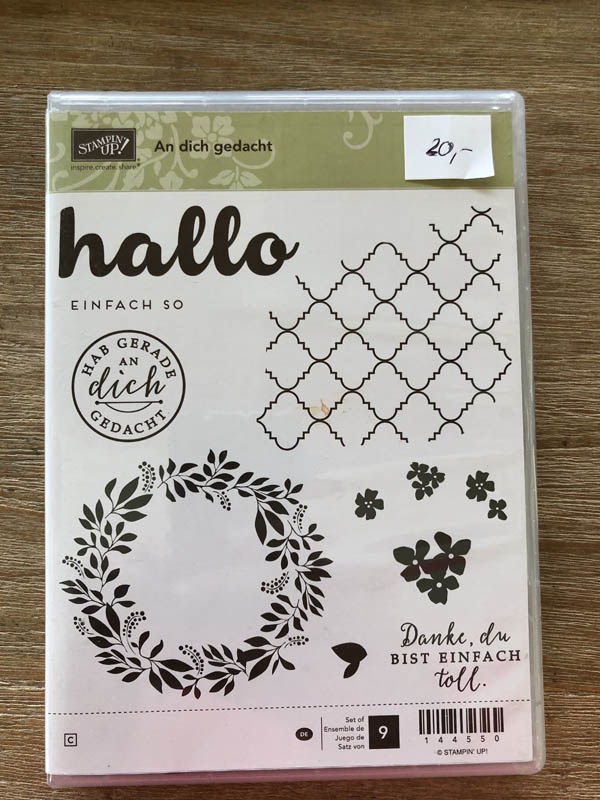 STAMPIN' UP!
inspire. create. share.
An dich gedacht
20,-
hallo
EINFACH SO
HAB GERADE
AN
dich
GEDACHT
Danke, du
BIST EINFACH
toll.
C
DE
Set of
Ensemble de
Juego de
Satz von
9
144550
© STAMPIN' UP!